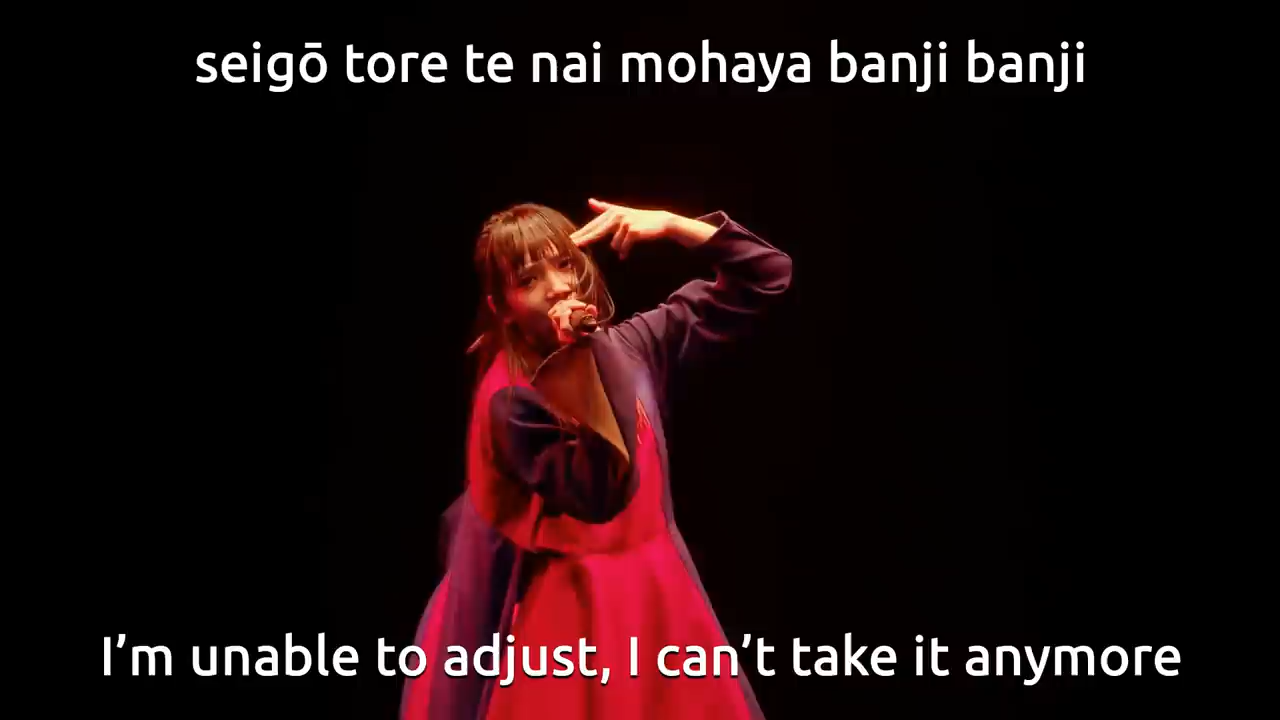 seigō tore te nai mohaya banji banji
I’m unable to adjust, I can’t take it anymore